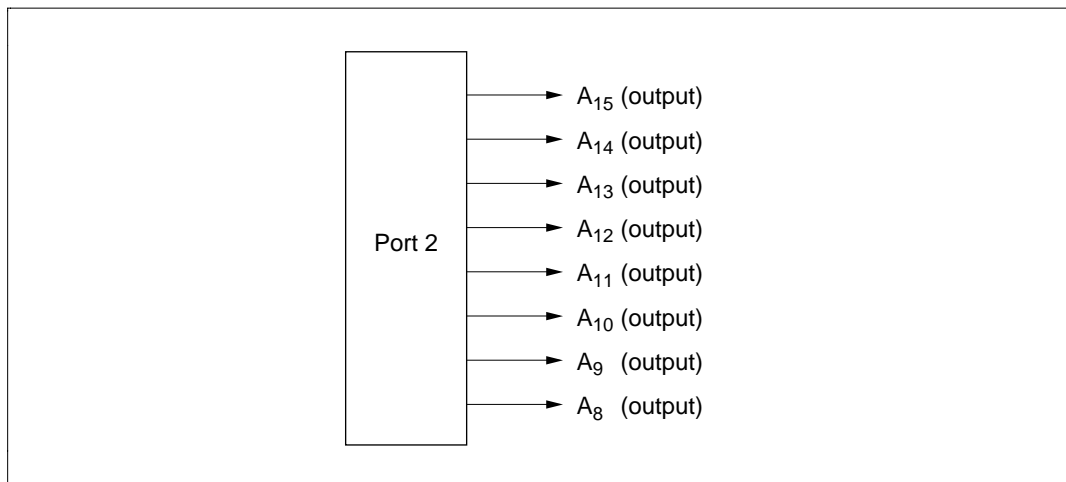 A15 (output)
A14 (output)
A13 (output)
A12 (output)
Port 2
A11 (output)
A10 (output)
A9 (output)
A8 (output)